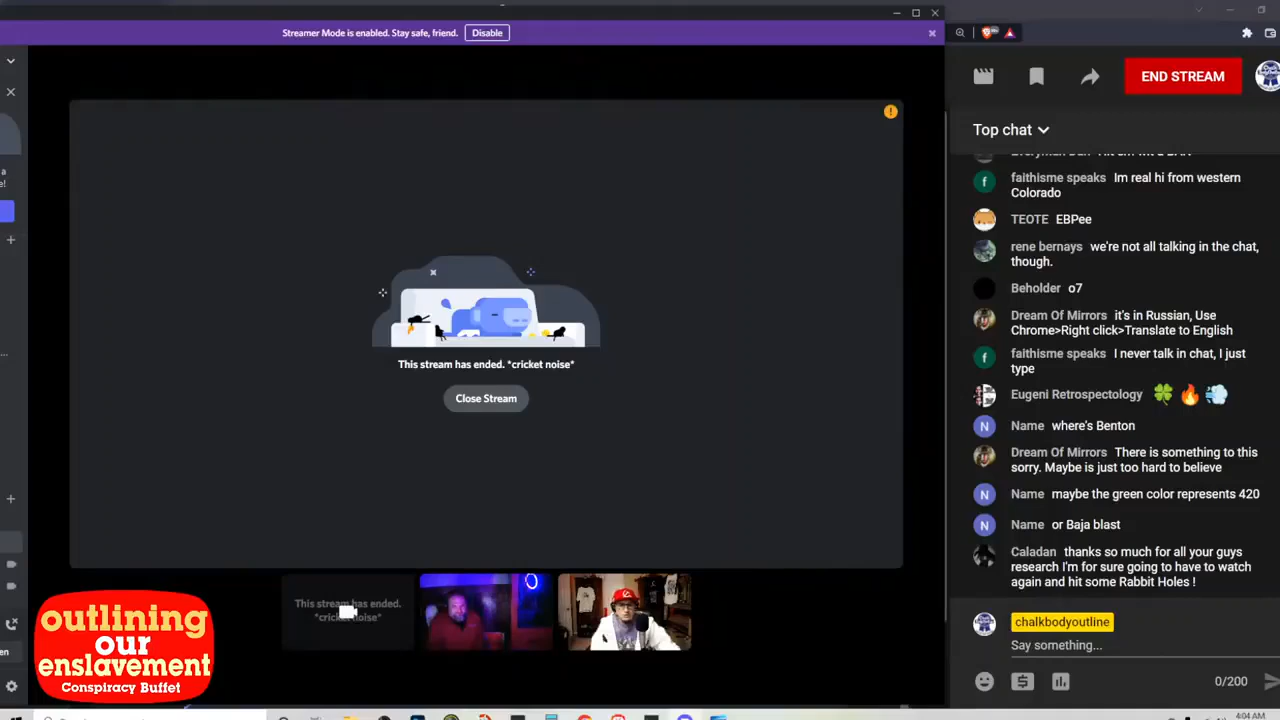 Streamer Mode is enabled. Stay safe, friend.
Disable
END STREAM
Top chat
faithisme speaks Im real hi from western
Colorado
TEOTE EBPee
rene bernays we're not all talking in the chat,
though.
Beholder o7
Dream Of Mirrors it's in Russian, Use
Chrome>Right click>Translate to English
faithisme speaks I never talk in chat, I just
type
Eugeni Retrospectology 🍀 🔥 💨
N Name where's Benton
Dream Of Mirrors There is something to this
sorry. Maybe is just too hard to believe
N Name maybe the green color represents 420
N Name or Baja blast
Caladan thanks so much for all your guys
research I'm for sure going to have to watch
again and hit some Rabbit Holes !
chalkbodyoutline
Say something...
0/200
This stream has ended. *cricket noise*
Close Stream
This stream has ended.
*cricket noise*
outlining
our
enslavement
Conspiracy Buffet
4:04 AM